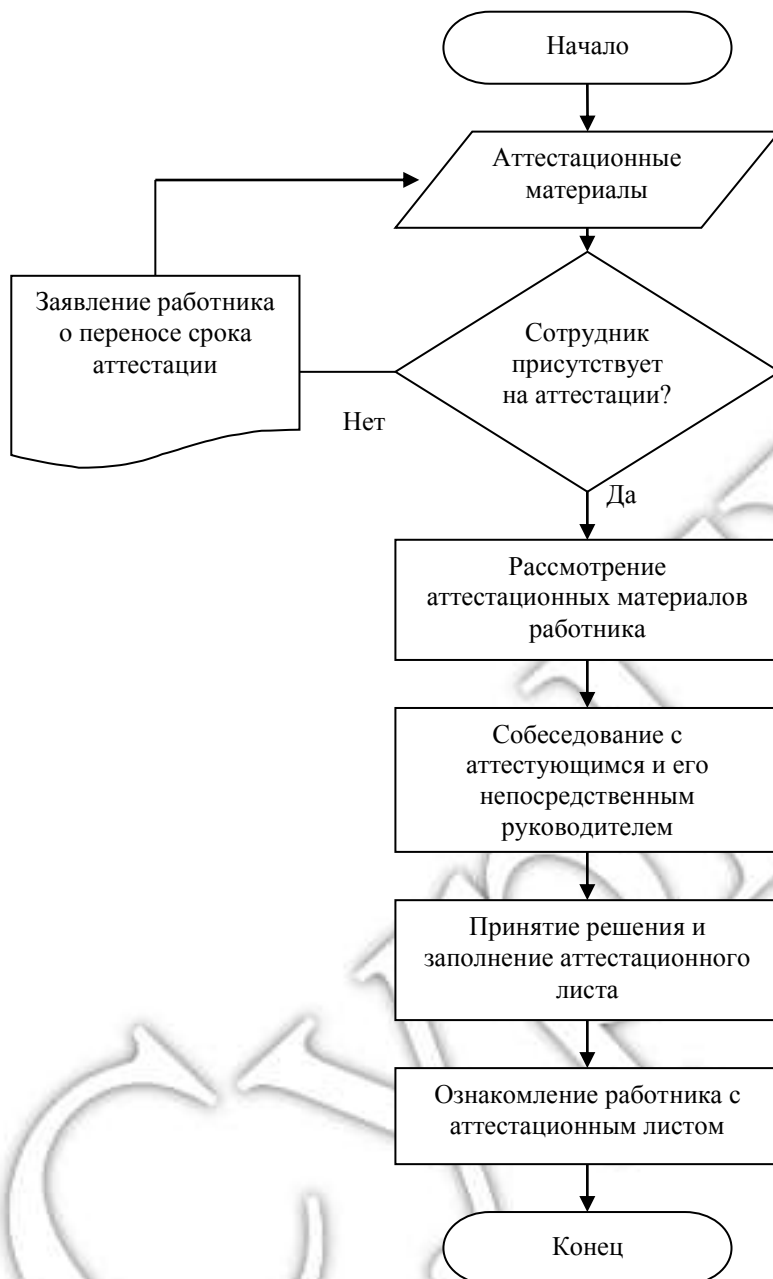 Начало
Аттестационные
материалы
Заявление работника
о переносе срока
аттестации
Сотрудник
присутствует
на аттестации?
Нет
Да
Рассмотрение
аттестационных материалов
работника
Собеседование с
аттестующимся и его
непосредственным
руководителем
Принятие решения и
заполнение аттестационного
листа
Ознакомление работника с
аттестационным листом
Конец